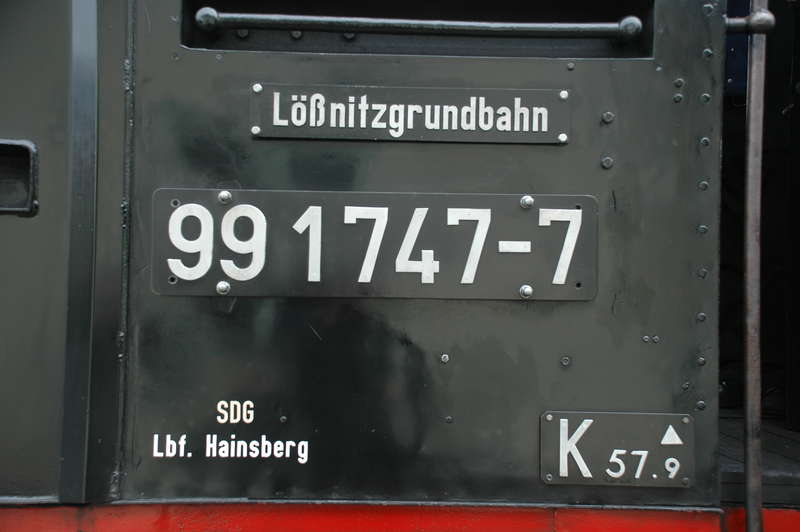 Lößnitzgrundbahn
99 1747-7
SDG
Lbf. Hainsberg
K 57.9